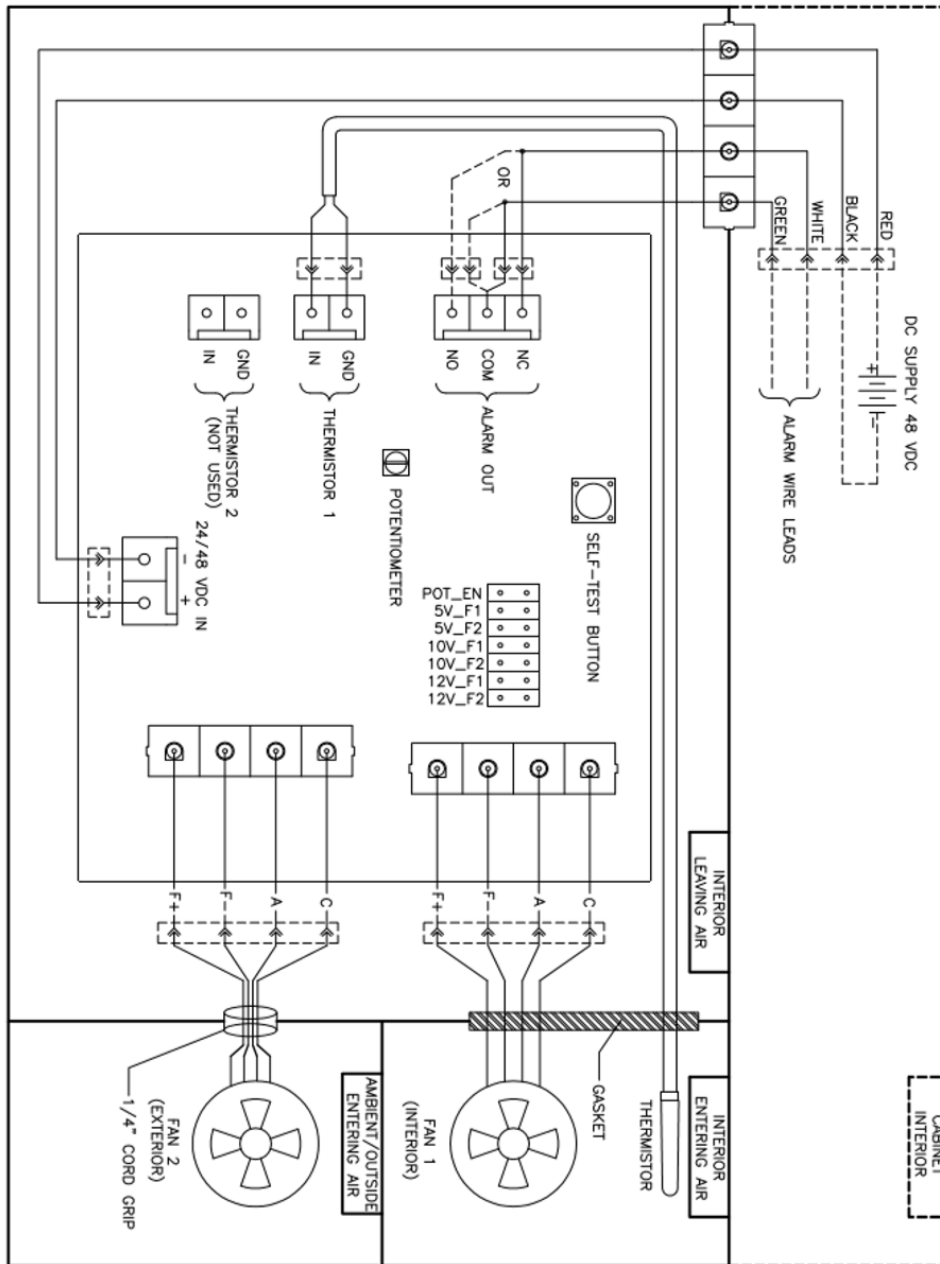 RED
BLACK
WHITE
GREEN
DC SUPPLY 48 VDC
+
-
ALARM WIRE LEADS
OR
NC
COM
NO
ALARM OUT
GND
IN
THERMISTOR 1
GND
IN
THERMISTOR 2
(NOT USED)
POTENTIOMETER
SELF-TEST BUTTON
-
+
24/48 VDC IN
POT_EN
5V_F1
5V_F2
10V_F1
10V_F2
12V_F1
12V_F2
F+
F-
A
C
F+
F-
A
C
INTERIOR
LEAVING AIR
INTERIOR
ENTERING AIR
THERMISTOR
GASKET
FAN 1
(INTERIOR)
AMBIENT/OUTSIDE
ENTERING AIR
FAN 2
(EXTERIOR)
1/4" CORD GRIP
CABINET
INTERIOR